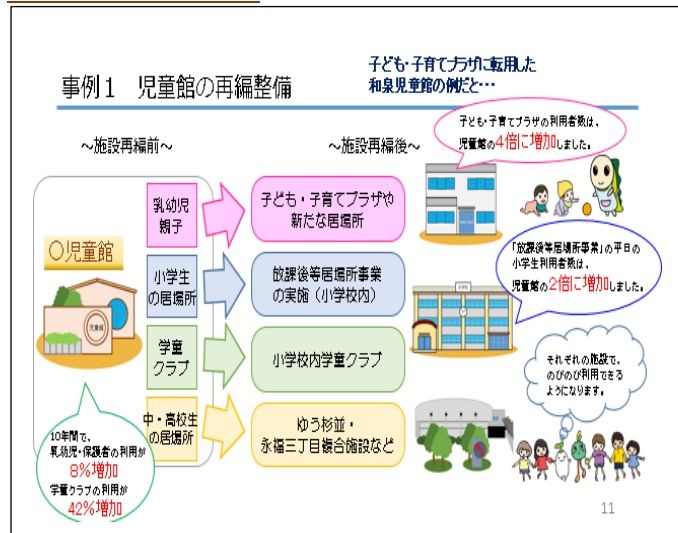 事例1 児童館の再編整備
子ども・子育てプラザに転用した
和泉児童館の例だと…
～施設再編前～
～施設再編後～
子ども・子育てプラザの利用者数は、
児童館の4倍に増加しました。
〇児童館
児童館
乳幼児
親子
子ども・子育てプラザや
新たな居場所
小学生
の居場所
放課後等居場所事業
の実施（小学校内）
「放課後等居場所事業」の平日の
小学生利用者数は、
児童館の2倍に増加しました。
学童
クラブ
小学校内学童クラブ
それぞれの施設で、
のびのび利用できる
ようになります。
中・高校生
の居場所
ゆう杉並・
永福三丁目複合施設など
10年間で、
乳幼児・保護者の利用が
8％増加
学童クラブの利用が
42％増加
11